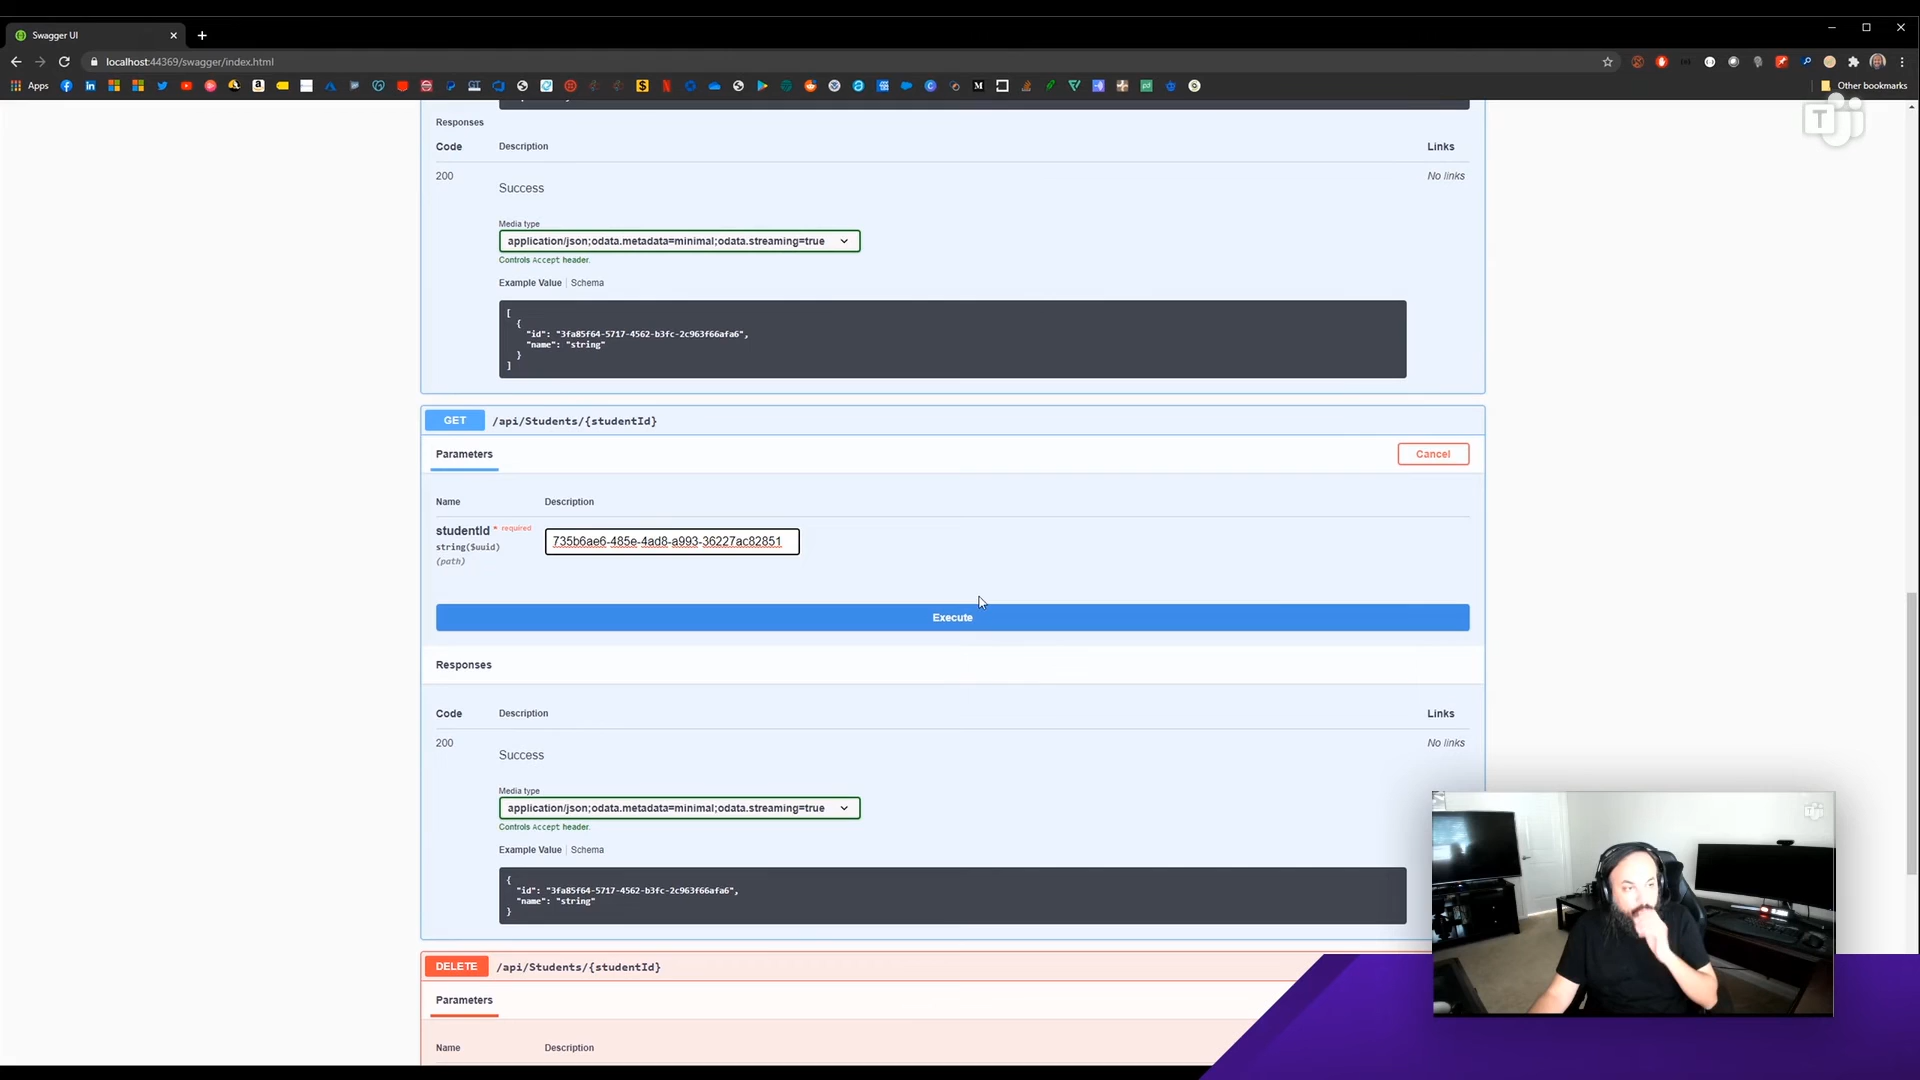 Swagger UI
localhost:44369/swagger/index.html
Apps
Other bookmarks
T
Responses
Code Description Links
200 Success No links
Media type
application/json;odata.metadata=minimal;odata.streaming=true
Controls Accept header.
Example Value | Schema
[
{
"id": "3fa85f64-5717-4562-b3fc-2c963f66afa6",
"name": "string"
}
]
GET /api/Students/{studentId}
Parameters Cancel
Name Description
studentId * required
string($uuid)
(path)
735b6ae6-485e-4ad8-a993-36227ac82851
Execute
Responses
Code Description Links
200 Success No links
Media type
application/json;odata.metadata=minimal;odata.streaming=true
Controls Accept header.
Example Value | Schema
{
"id": "3fa85f64-5717-4562-b3fc-2c963f66afa6",
"name": "string"
}
DELETE /api/Students/{studentId}
Parameters
Name Description